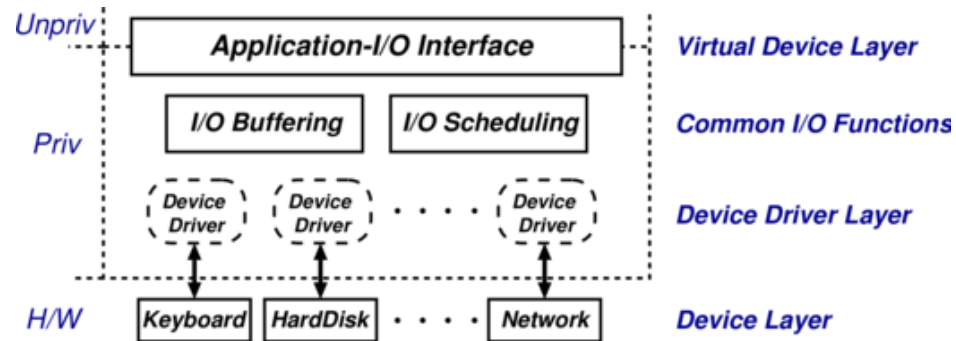 Unpriv
Application-I/O Interface
Virtual Device Layer
Priv
I/O Buffering
I/O Scheduling
Common I/O Functions
Device
Driver
Device
Driver
Device
Driver
Device Driver Layer
H/W
Keyboard
HardDisk
Network
Device Layer